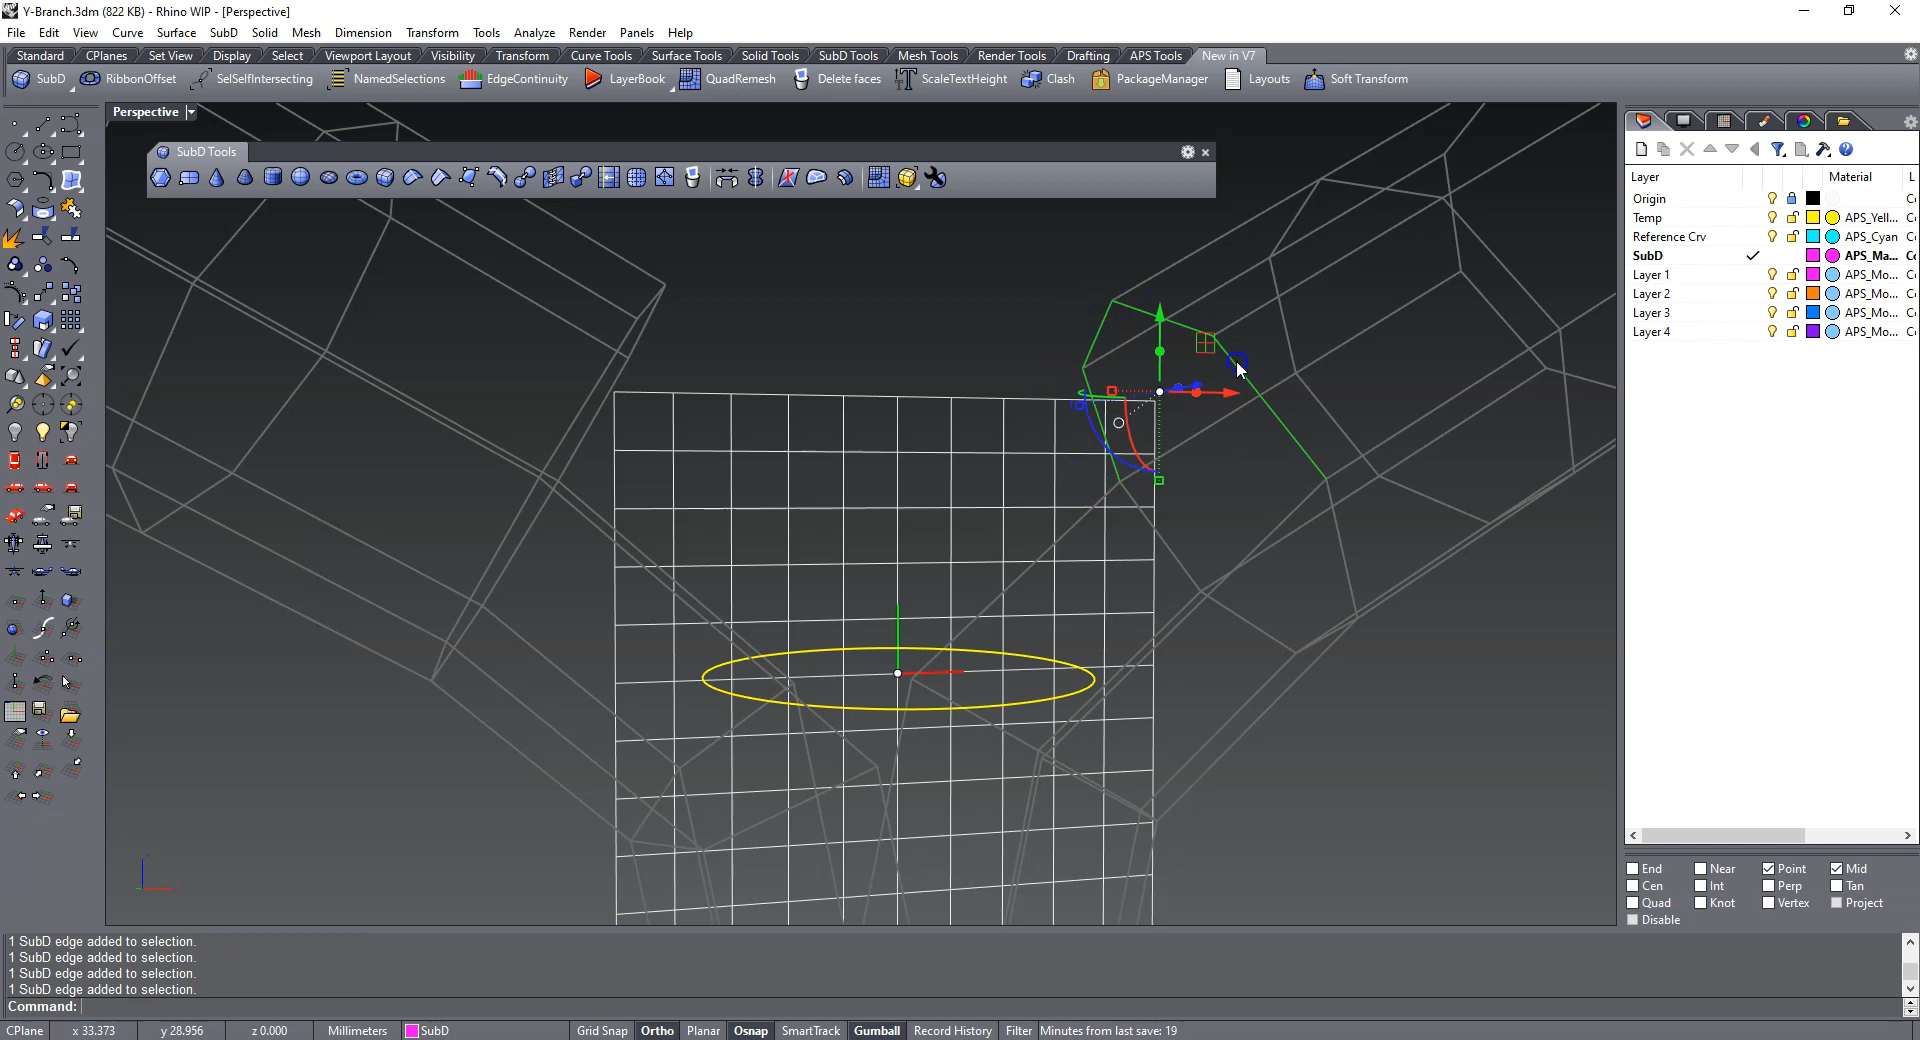 Y-Branch.3dm (822 KB) - Rhino WIP - [Perspective]
File Edit View Curve Surface SubD Solid Mesh Dimension Transform Tools Analyze Render Panels Help
Standard CPlanes Set View Display Select Viewport Layout Visibility Transform Curve Tools Surface Tools Solid Tools SubD Tools Mesh Tools Render Tools Drafting APS Tools New in V7
SubD RibbonOffset SelSelfIntersecting NamedSelections EdgeContinuity LayerBook QuadRemesh Delete faces ScaleTextHeight Clash PackageManager Layouts Soft Transform
Perspective
SubD Tools
Layer Material L
Origin
Temp APS_Yell...
Reference Crv APS_Cyan
SubD APS_Ma...
Layer 1 APS_Mo...
Layer 2 APS_Mo...
Layer 3 APS_Mo...
Layer 4 APS_Mo...
End Near Point Mid
Cen Int Perp Tan
Quad Knot Vertex Project
Disable
1 SubD edge added to selection.
1 SubD edge added to selection.
1 SubD edge added to selection.
1 SubD edge added to selection.
Command:
CPlane x 33.373 y 28.956 z 0.000 Millimeters SubD Grid Snap Ortho Planar Osnap SmartTrack Gumball Record History Filter Minutes from last save: 19